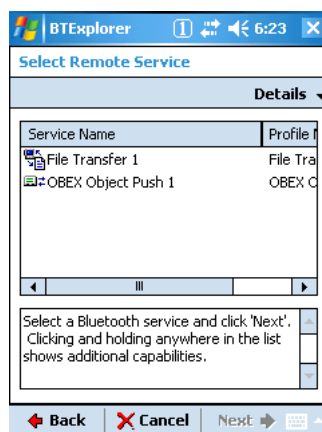 BTExplorer 1 6:23 X
Select Remote Service
Details
Service Name Profile
File Transfer 1 File Tra
OBEX Object Push 1 OBEX O
Select a Bluetooth service and click 'Next'.
Clicking and holding anywhere in the list
shows additional capabilities.
Back Cancel Next